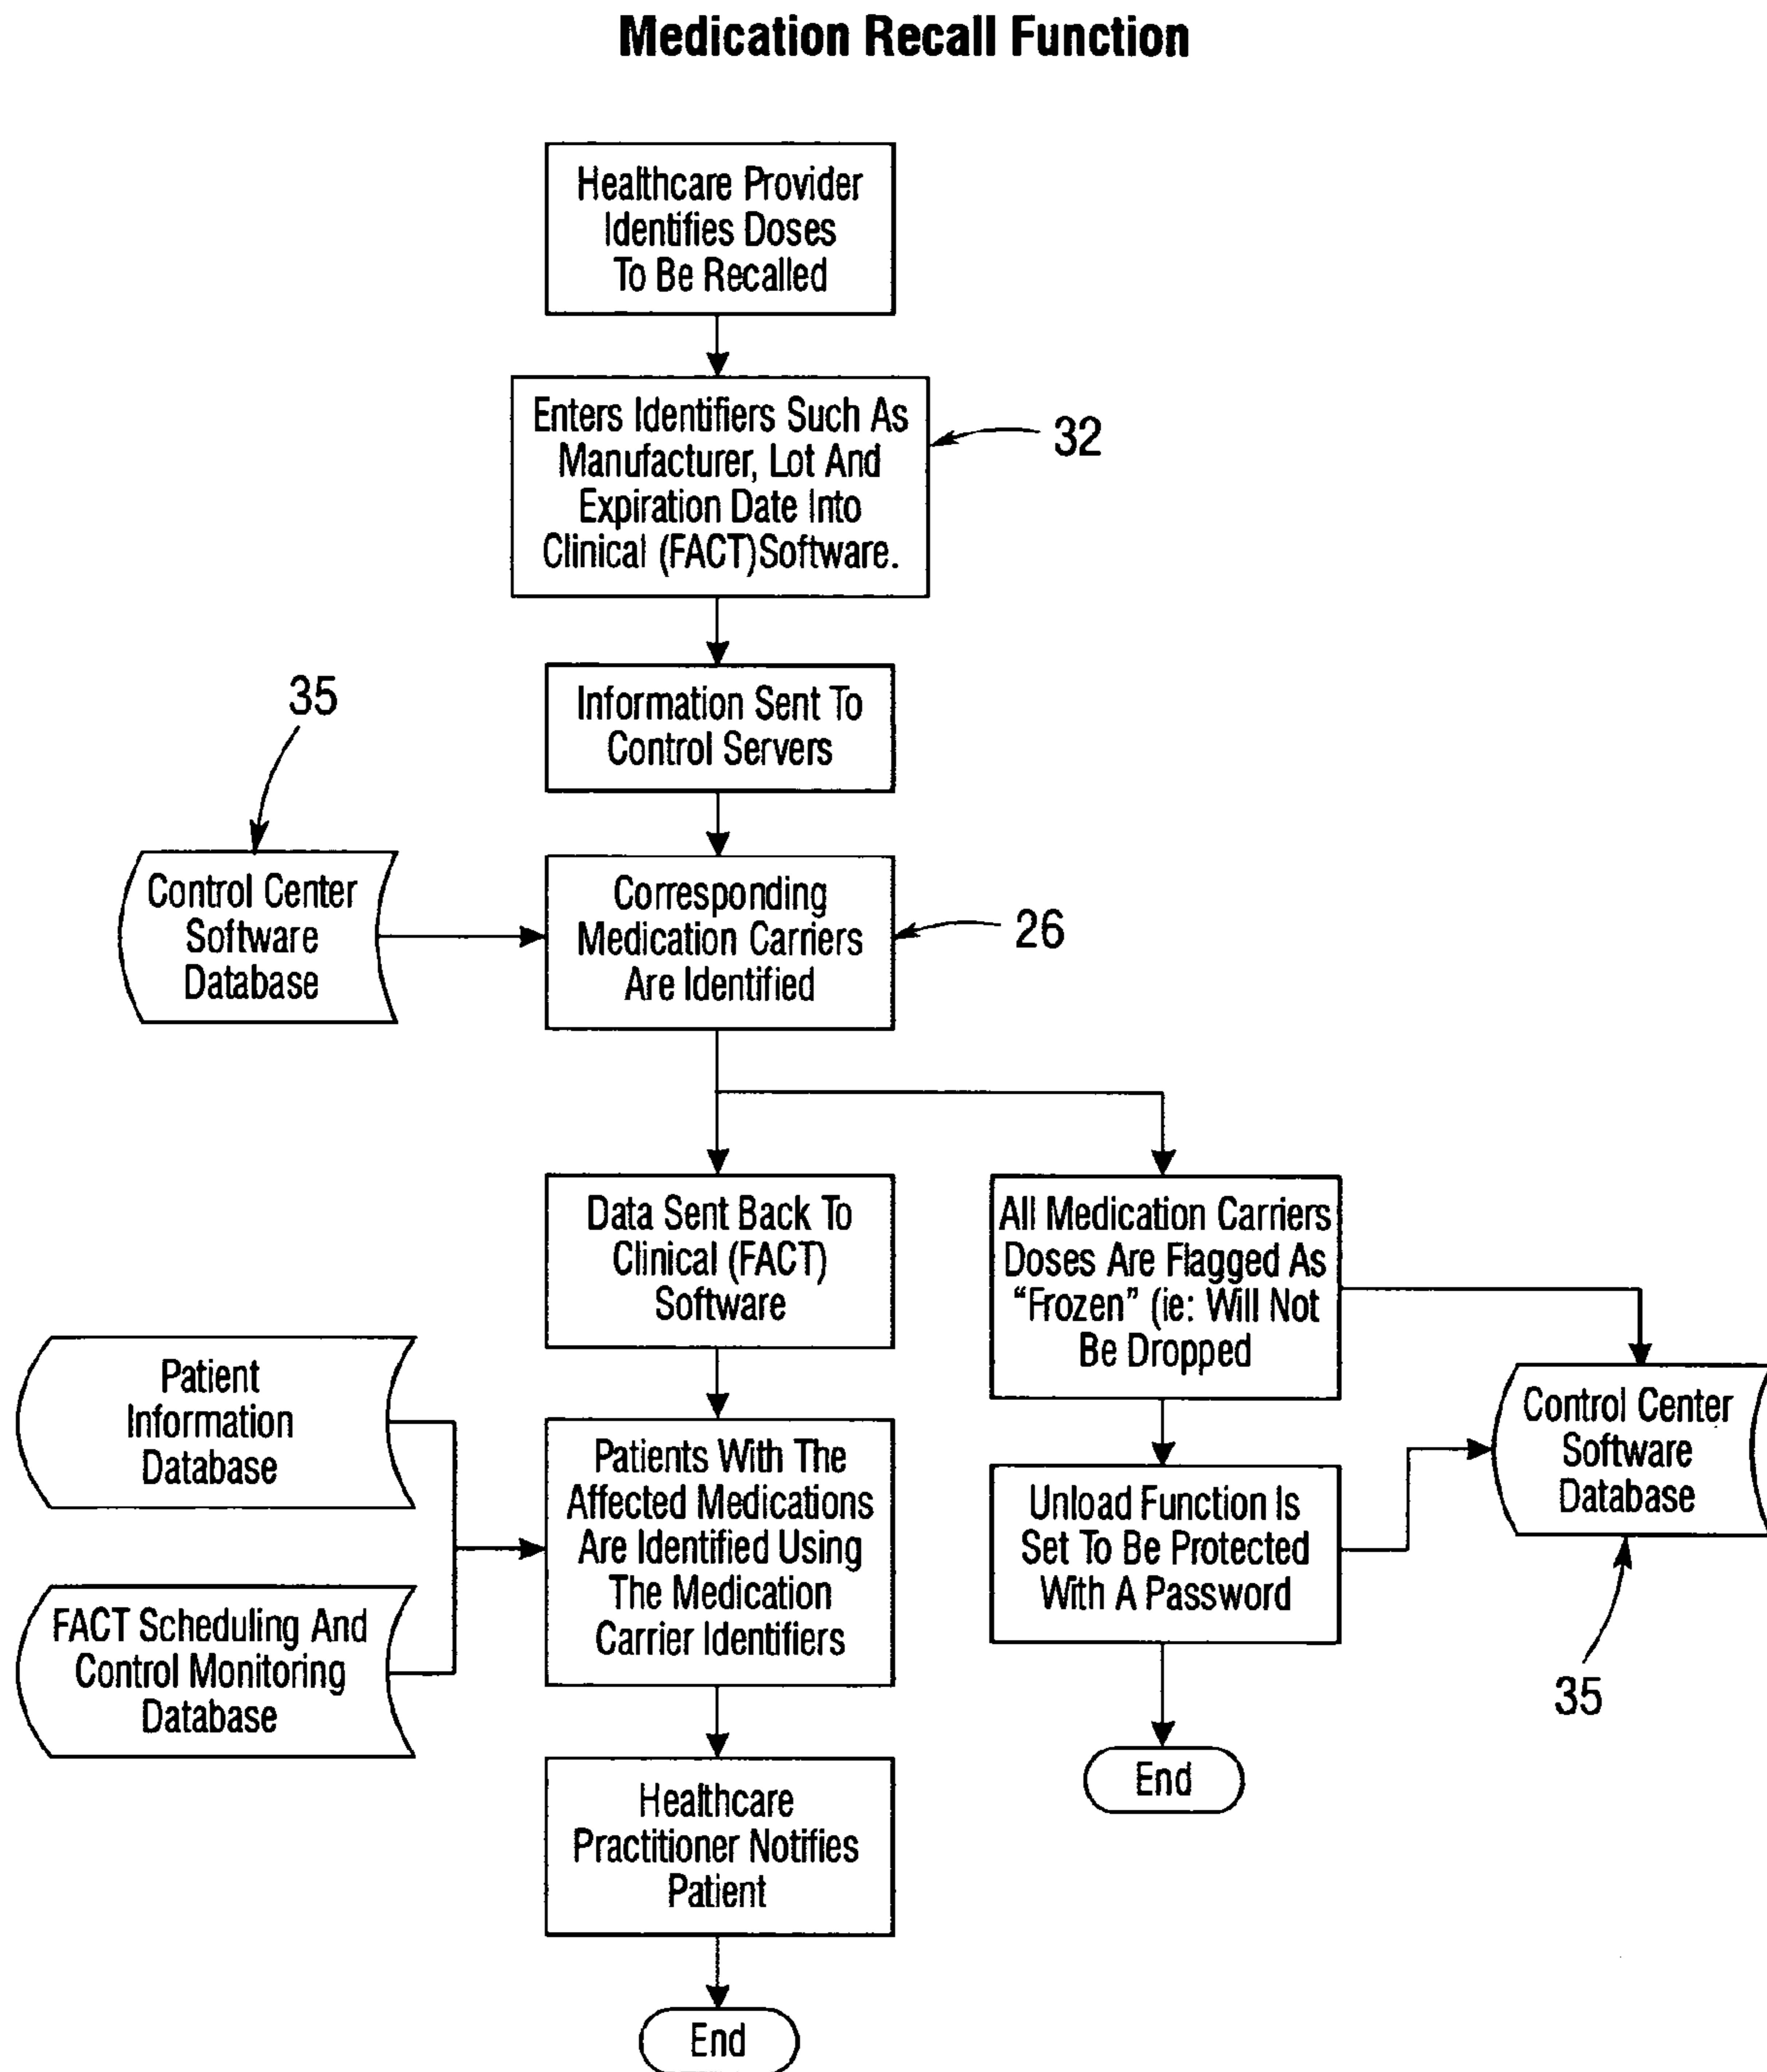 Medication Recall Function
Healthcare Provider
Identifies Doses
To Be Recalled
Enters Identifiers Such As
Manufacturer, Lot And
Expiration Date Into
Clinical (FACT)Software.
32
Information Sent To
Control Servers
35
Control Center
Software
Database
Corresponding
Medication Carriers
Are Identified
26
Data Sent Back To
Clinical (FACT)
Software
All Medication Carriers
Doses Are Flagged As
“Frozen” (ie: Will Not
Be Dropped
Patient
Information
Database
FACT Scheduling And
Control Monitoring
Database
Patients With The
Affected Medications
Are Identified Using
The Medication
Carrier Identifiers
Unload Function Is
Set To Be Protected
With A Password
Control Center
Software
Database
35
End
Healthcare
Practitioner Notifies
Patient
End